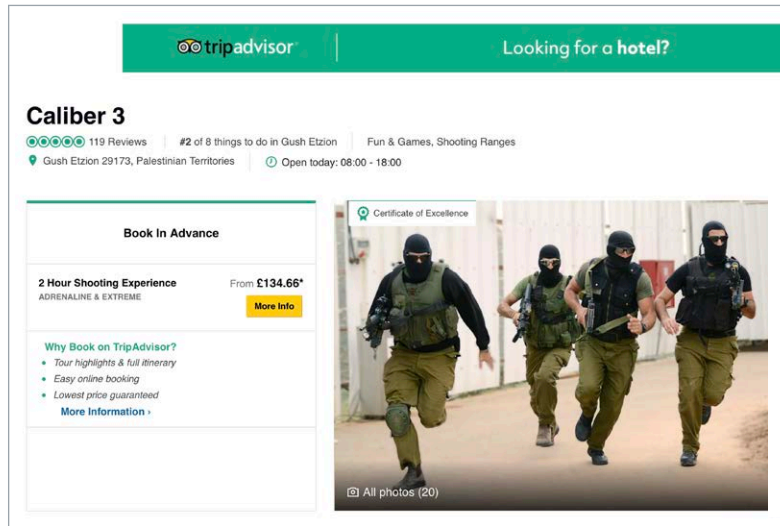 tripadvisor
Looking for a hotel?
Caliber 3
119 Reviews #2 of 8 things to do in Gush Etzion Fun & Games, Shooting Ranges
Gush Etzion 29173, Palestinian Territories Open today: 08:00 - 18:00
Certificate of Excellence
Book In Advance
2 Hour Shooting Experience From £134.66*
ADRENALINE & EXTREME
More Info
Why Book on TripAdvisor?
• Tour highlights & full itinerary
• Easy online booking
• Lowest price guaranteed
More Information ›
All photos (20)